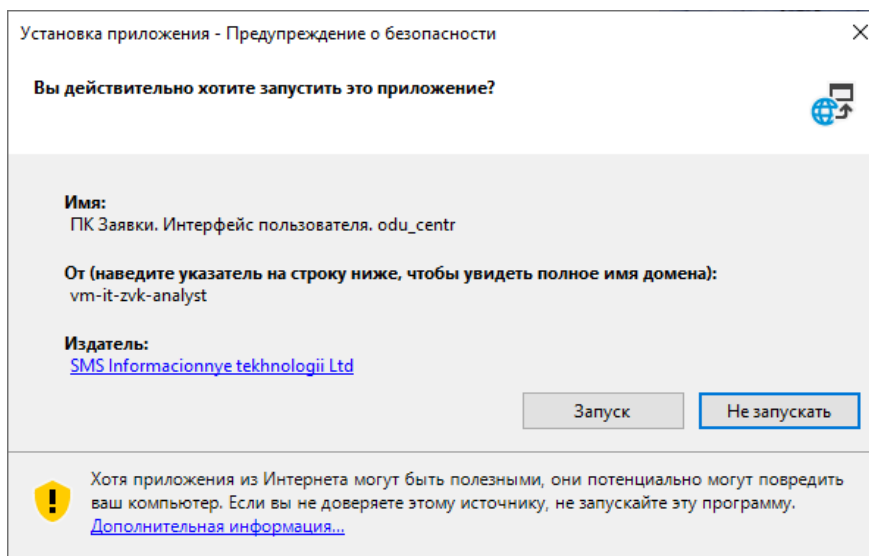 Установка приложения - Предупреждение о безопасности
Вы действительно хотите запустить это приложение?
Имя:
ПК Заявки. Интерфейс пользователя. odu_centr
От (наведите указатель на строку ниже, чтобы увидеть полное имя домена):
vm-it-zvk-analyst
Издатель:
SMS Informacionnye tekhnologii Ltd
Запуск
Не запускать
Хотя приложения из Интернета могут быть полезными, они потенциально могут повредить
ваш компьютер. Если вы не доверяете этому источнику, не запускайте эту программу.
Дополнительная информация...